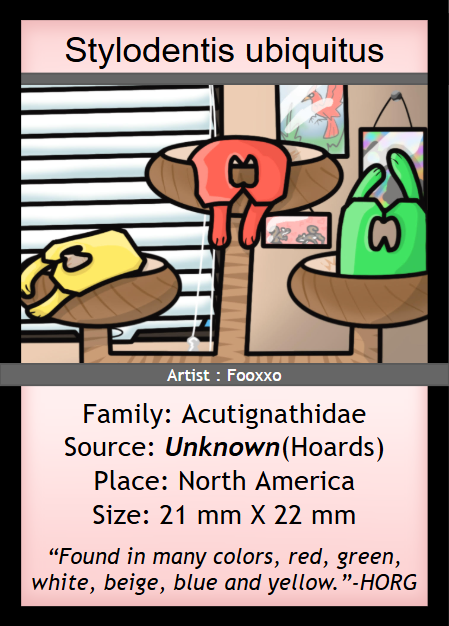 Stylodentis ubiquitus
Artist : Fooxxo
Family: Acutignathidae
Source: Unknown(Hoards)
Place: North America
Size: 21 mm X 22 mm
“Found in many colors, red, green,
white, beige, blue and yellow.”-HORG